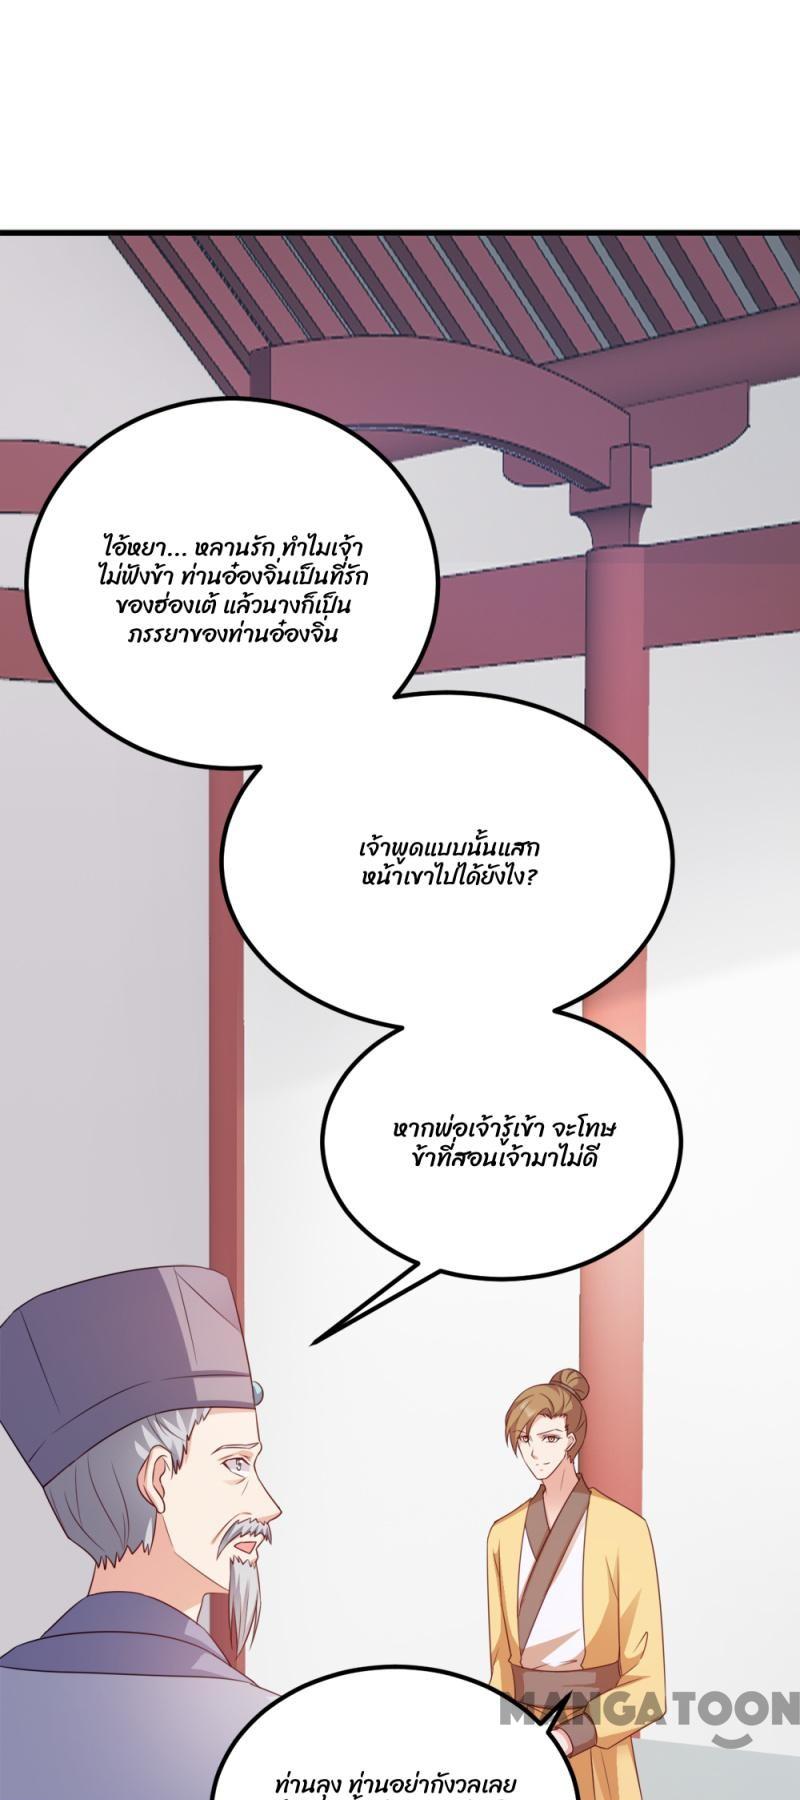 ไอ้หยา... หลานรัก ทำไมเจ้า
ไม่ฟังข้า ท่านอ๋องจิ่นเป็นที่รัก
ของฮ่องเต้ แล้วนางก็เป็น
ภรรยาของท่านอ๋องจิ่น
เจ้าพูดแบบนั้นแสก
หน้าเขาไปได้ยังไง?
หากพ่อเจ้ารู้เข้า จะโทษ
ข้าที่สอนเจ้ามาไม่ดี
MANGATOON
ท่านลุง ท่านอย่ากังวลเลย